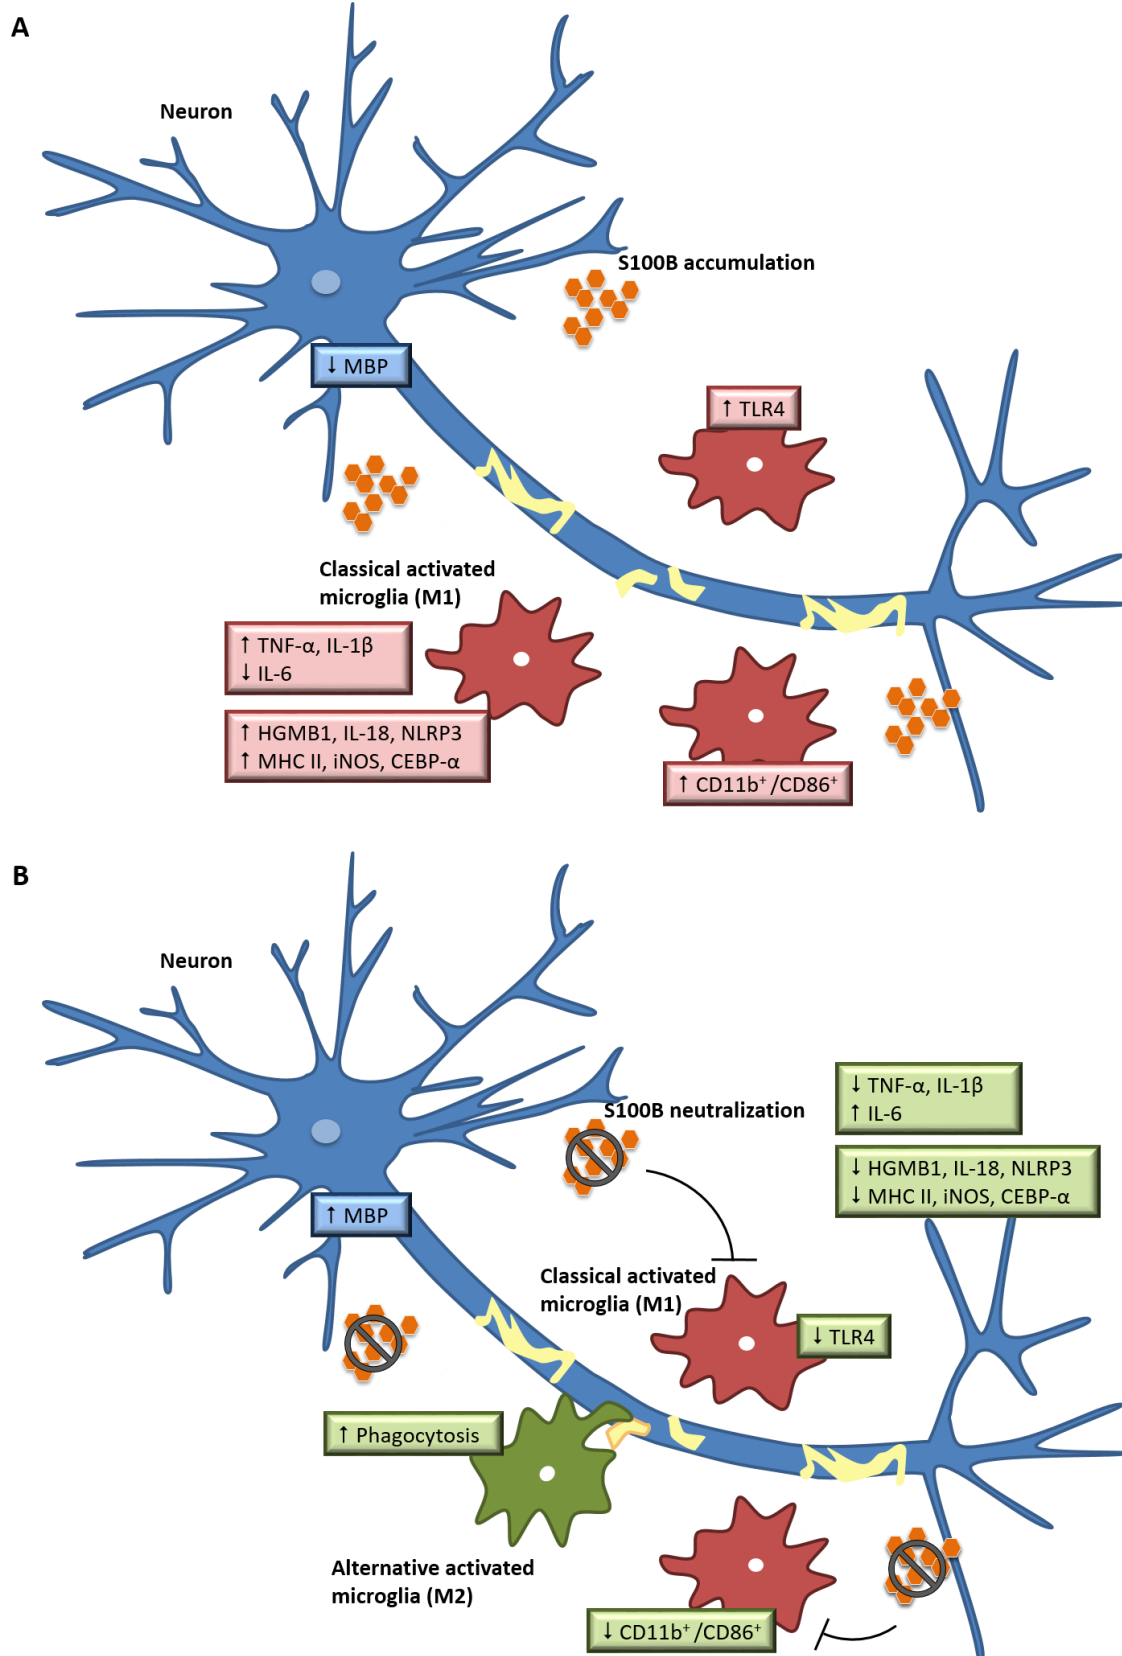 A
Neuron
S100B accumulation
↓ MBP
↑ TLR4
Classical activated
microglia (M1)
↑ TNF-α, IL-1β
↓ IL-6
↑ HGMB1, IL-18, NLRP3
↑ MHC II, iNOS, CEBP-α
↑ CD11b⁺/CD86⁺
B
Neuron
↓ TNF-α, IL-1β
↑ IL-6
S100B neutralization
↓ HGMB1, IL-18, NLRP3
↓ MHC II, iNOS, CEBP-α
↑ MBP
Classical activated
microglia (M1)
↓ TLR4
↑ Phagocytosis
Alternative activated
microglia (M2)
↓ CD11b⁺/CD86⁺